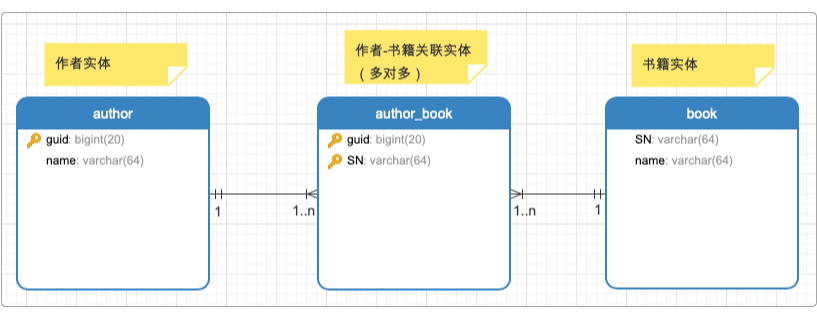 作者实体
作者-书籍关联实体
（多对多）
书籍实体
author
guid: bigint(20)
name: varchar(64)
author_book
guid: bigint(20)
SN: varchar(64)
book
SN: varchar(64)
name: varchar(64)
1
1..n
1..n
1